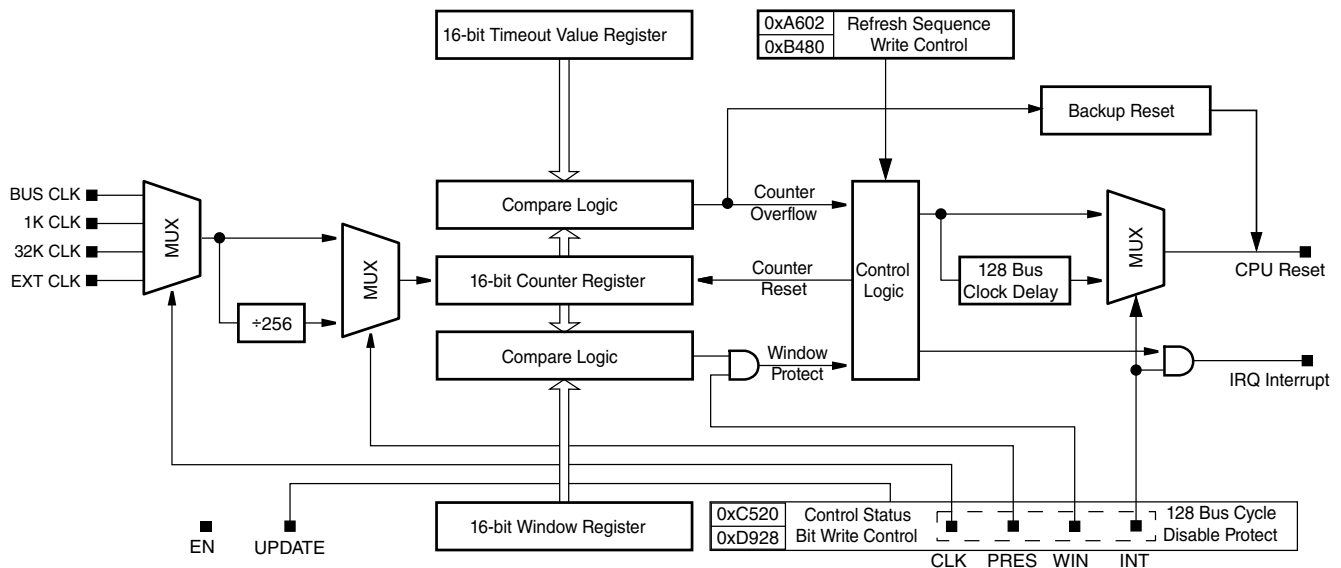 16-bit Timeout Value Register
0xA602
0xB480
Refresh Sequence
Write Control
Backup Reset
BUS CLK
1K CLK
32K CLK
EXT CLK
MUX
÷256
MUX
Compare Logic
16-bit Counter Register
Compare Logic
Counter
Overflow
Counter
Reset
Window
Protect
Control
Logic
128 Bus
Clock Delay
MUX
CPU Reset
IRQ Interrupt
EN
UPDATE
16-bit Window Register
0xC520
0xD928
Control Status
Bit Write Control
128 Bus Cycle
Disable Protect
CLK
PRES
WIN
INT